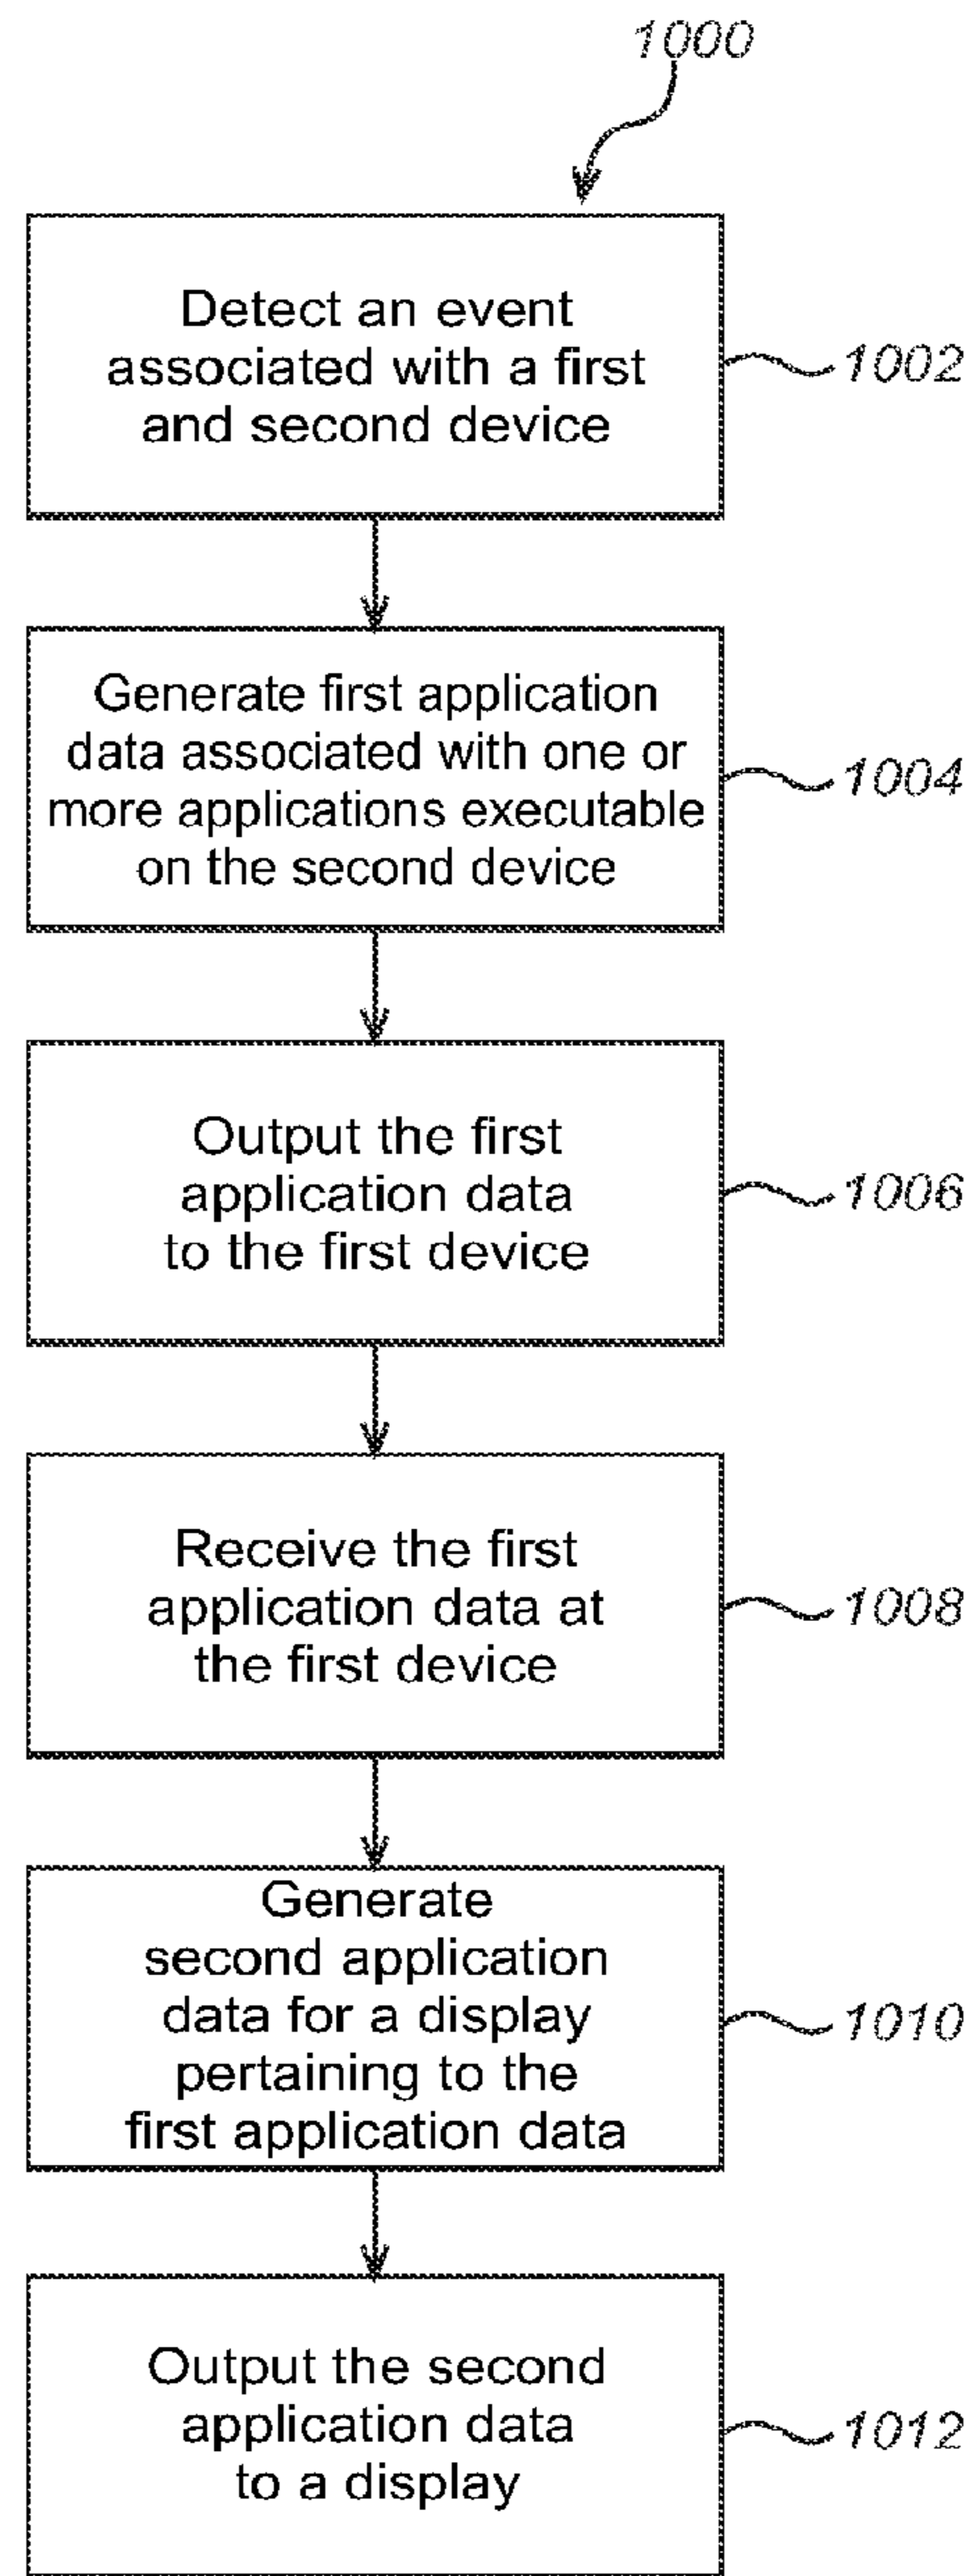 1000
Detect an event
associated with a first
and second device
1002
Generate first application
data associated with one or
more applications executable
on the second device
1004
Output the first
application data
to the first device
1006
Receive the first
application data at
the first device
1008
Generate
second application
data for a display
pertaining to the
first application data
1010
Output the second
application data
to a display
1012